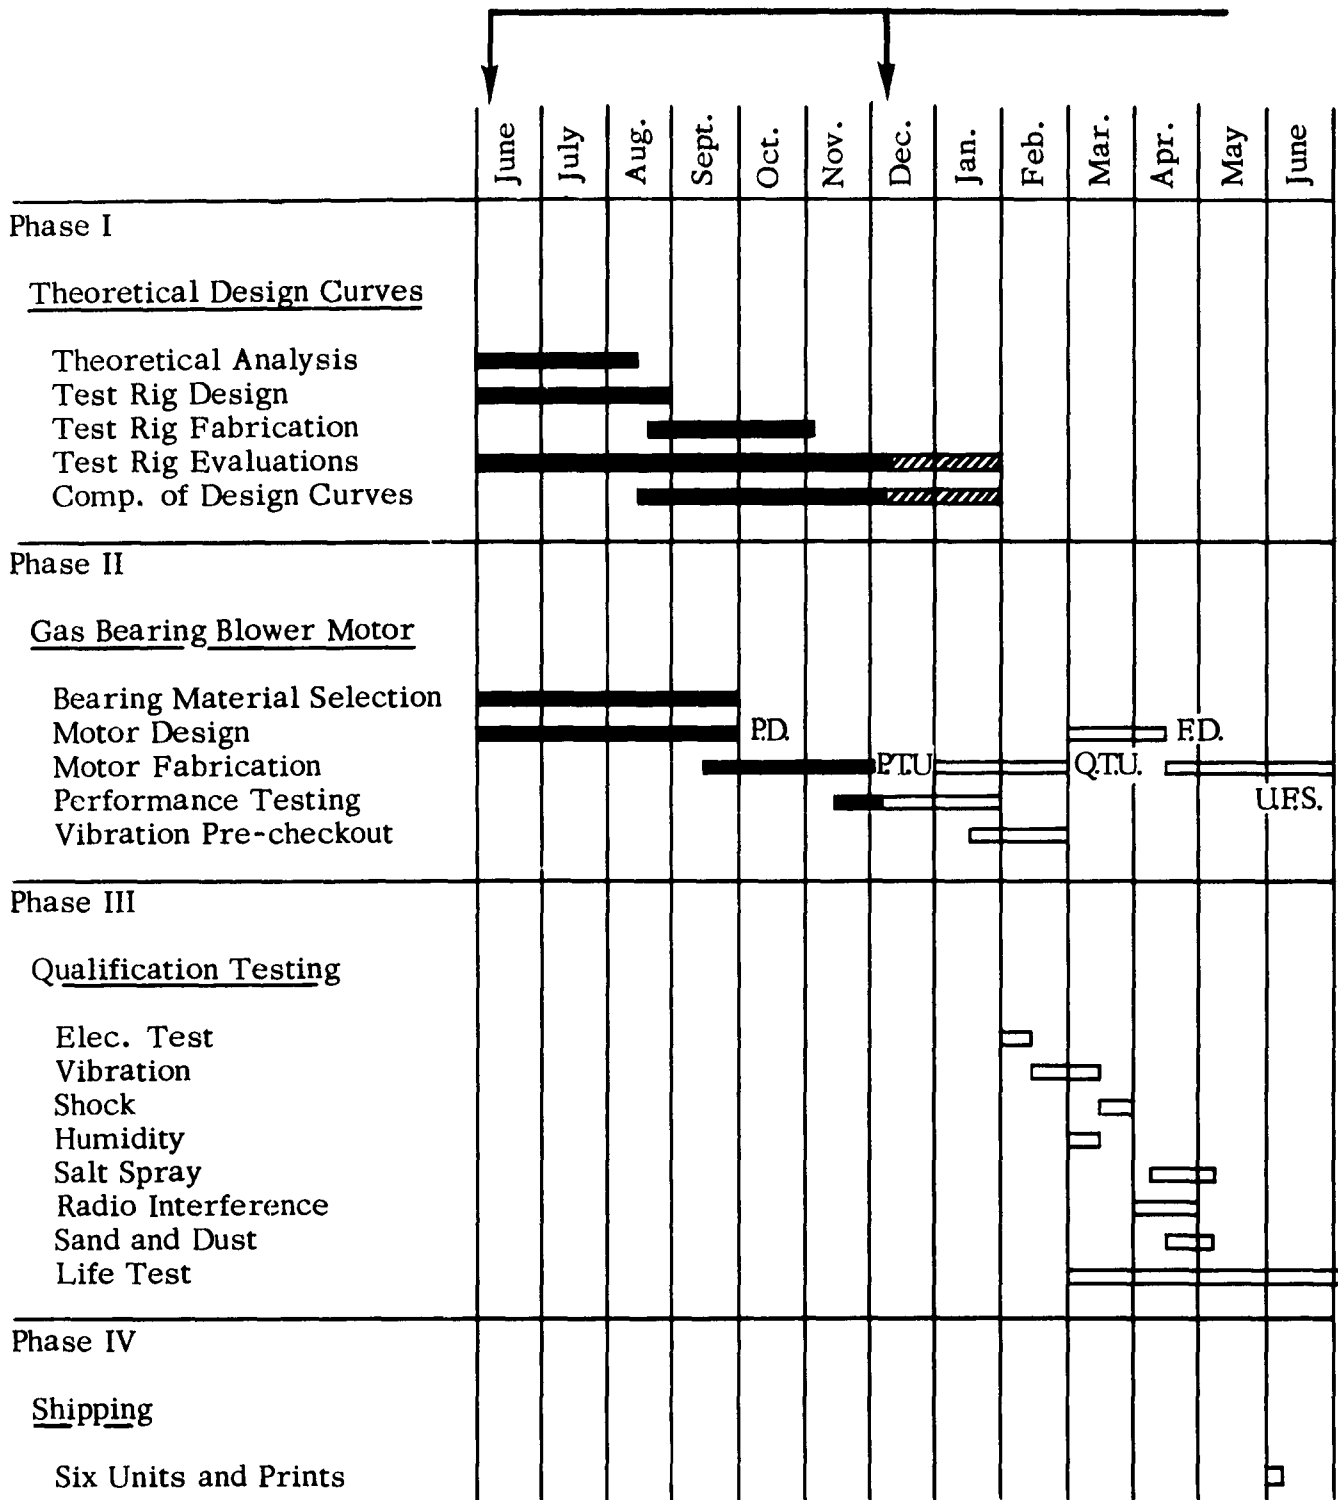 June July Aug. Sept. Oct. Nov. Dec. Jan. Feb. Mar. Apr. May June
Phase I
Theoretical Design Curves
Theoretical Analysis
Test Rig Design
Test Rig Fabrication
Test Rig Evaluations
Comp. of Design Curves
Phase II
Gas Bearing Blower Motor
Bearing Material Selection
Motor Design P.D. F.D.
Motor Fabrication P.T.U Q.T.U.
Performance Testing U.F.S.
Vibration Pre-checkout
Phase III
Qualification Testing
Elec. Test
Vibration
Shock
Humidity
Salt Spray
Radio Interference
Sand and Dust
Life Test
Phase IV
Shipping
Six Units and Prints